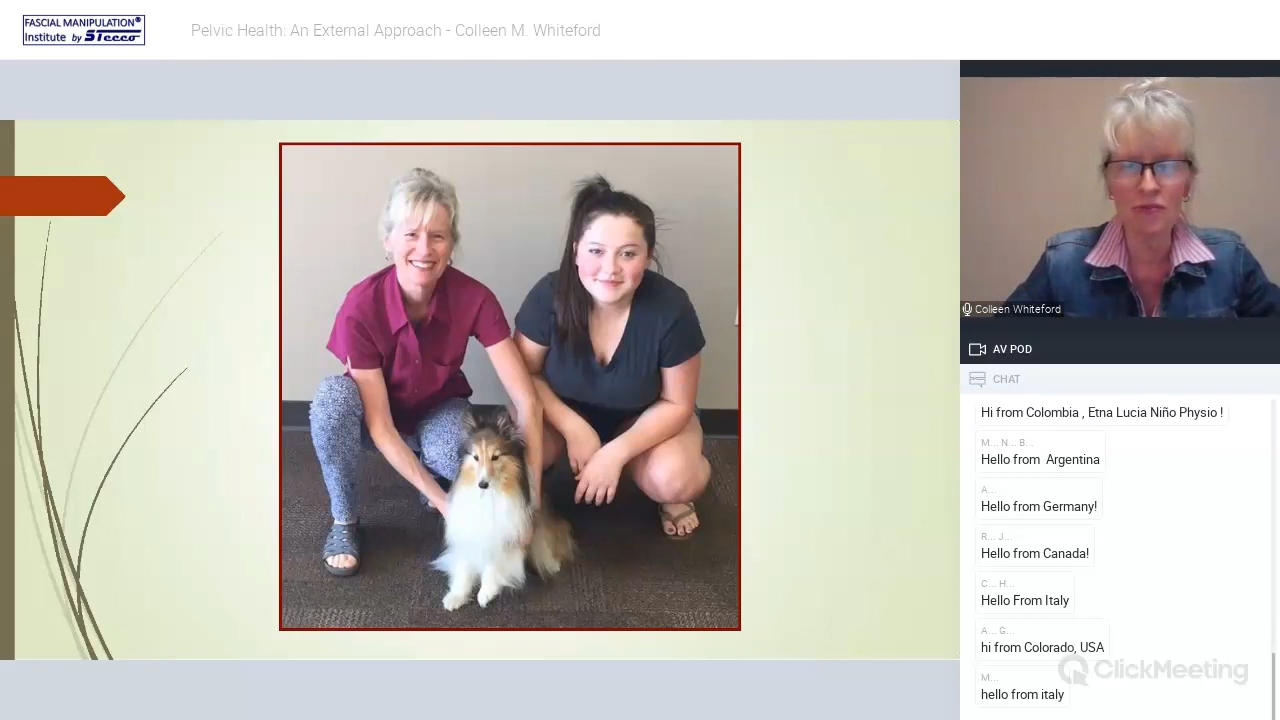 FASCIAL MANIPULATION®
Institute by Stecco
Pelvic Health: An External Approach - Colleen M. Whiteford
Colleen Whiteford
AV POD
CHAT
Hi from Colombia , Etna Lucia Niño Physio !
M... N... B...
Hello from Argentina
A...
Hello from Germany!
R... J...
Hello from Canada!
C... H...
Hello From Italy
A... G...
hi from Colorado, USA
ClickMeeting
M...
hello from italy